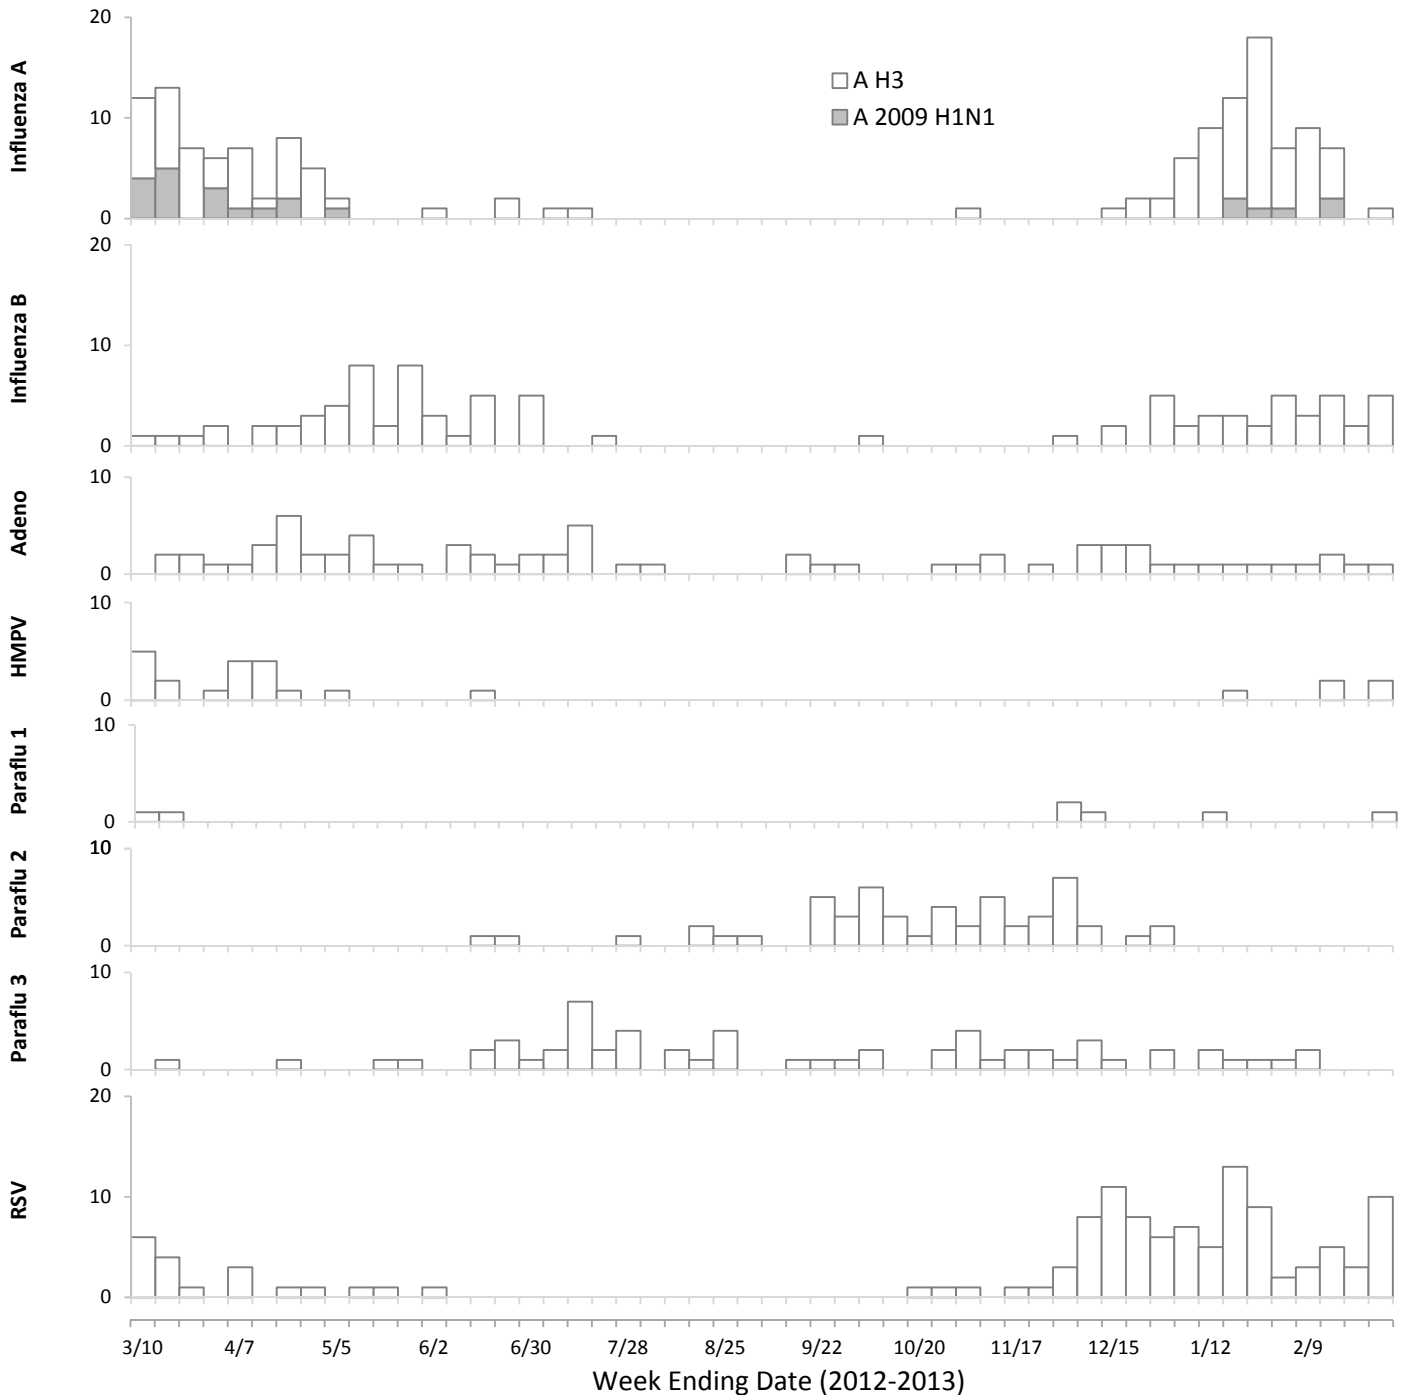 Influenza A
20
10
0
A H3
A 2009 H1N1
Influenza B
20
10
0
Adeno
10
0
HMPV
10
0
Paraflu 1
10
0
Paraflu 2
10
0
Paraflu 3
10
0
RSV
20
10
0
3/10 4/7 5/5 6/2 6/30 7/28 8/25 9/22 10/20 11/17 12/15 1/12 2/9
Week Ending Date (2012-2013)